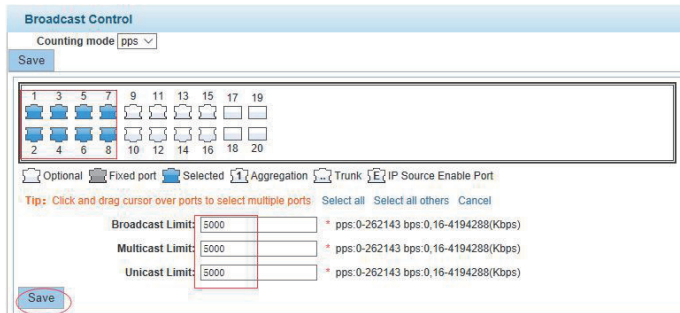 Broadcast Control
Counting mode pps
Save
1 3 5 7 9 11 13 15 17 19
2 4 6 8 10 12 14 16 18 20
Optional Fixed port Selected 1 Aggregation ... Trunk E IP Source Enable Port
Tip: Click and drag cursor over ports to select multiple ports Select all Select all others Cancel
Broadcast Limit: 5000 * pps:0-262143 bps:0,16-4194288(Kbps)
Multicast Limit: 5000 * pps:0-262143 bps:0,16-4194288(Kbps)
Unicast Limit: 5000 * pps:0-262143 bps:0,16-4194288(Kbps)
Save